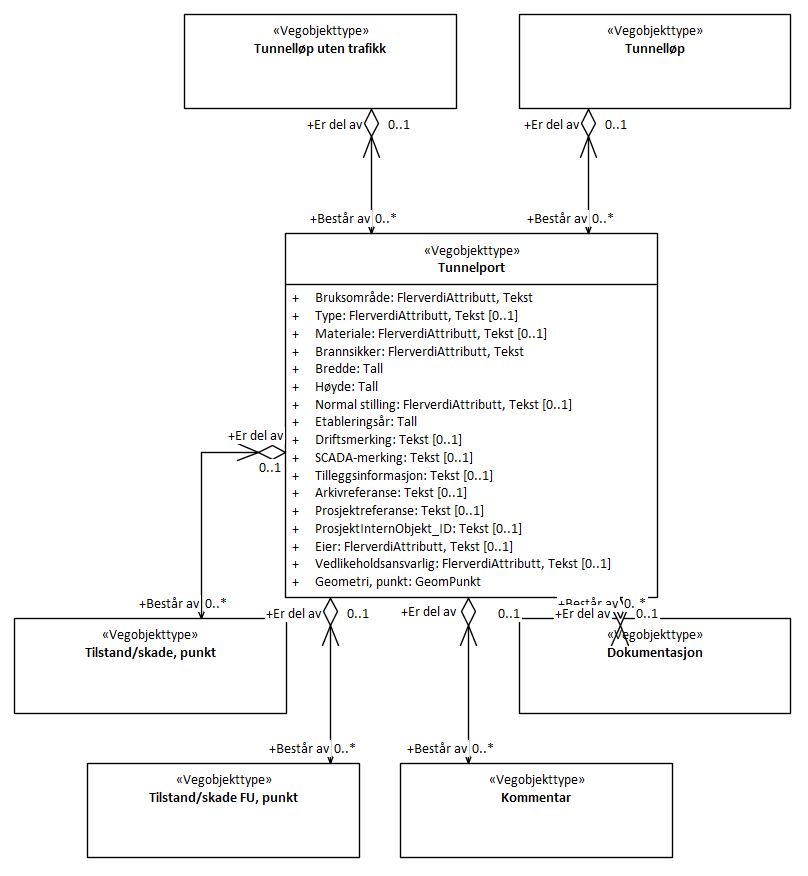 «Vegobjekttype»
Tunnelløp uten trafikk
«Vegobjekttype»
Tunnelløp
+Er del av 0..1
+Er del av 0..1
+Består av 0..*
+Består av 0..*
«Vegobjekttype»
Tunnelport
+ Bruksområde: FlerverdiAttributt, Tekst
+ Type: FlerverdiAttributt, Tekst [0..1]
+ Materiale: FlerverdiAttributt, Tekst [0..1]
+ Brannsikker: FlerverdiAttributt, Tekst
+ Bredde: Tall
+ Høyde: Tall
+ Normal stilling: FlerverdiAttributt, Tekst [0..1]
+ Etableringsår: Tall
+ Driftsmerking: Tekst [0..1]
+ SCADA-merking: Tekst [0..1]
+ Tilleggsinformasjon: Tekst [0..1]
+ Arkivreferanse: Tekst [0..1]
+ Prosjektreferanse: Tekst [0..1]
+ ProsjektInternObjekt_ID: Tekst [0..1]
+ Eier: FlerverdiAttributt, Tekst [0..1]
+ Vedlikeholdsansvarlig: FlerverdiAttributt, Tekst [0..1]
+ Geometri, punkt: GeomPunkt
+Er del av
0..1
+Består av 0..*
+Er del av 0..1
+Er del av 0..1
+Består av 0..*
+Er del av 0..1
«Vegobjekttype»
Tilstand/skade, punkt
«Vegobjekttype»
Dokumentasjon
+Består av 0..*
+Består av 0..*
«Vegobjekttype»
Tilstand/skade FU, punkt
«Vegobjekttype»
Kommentar